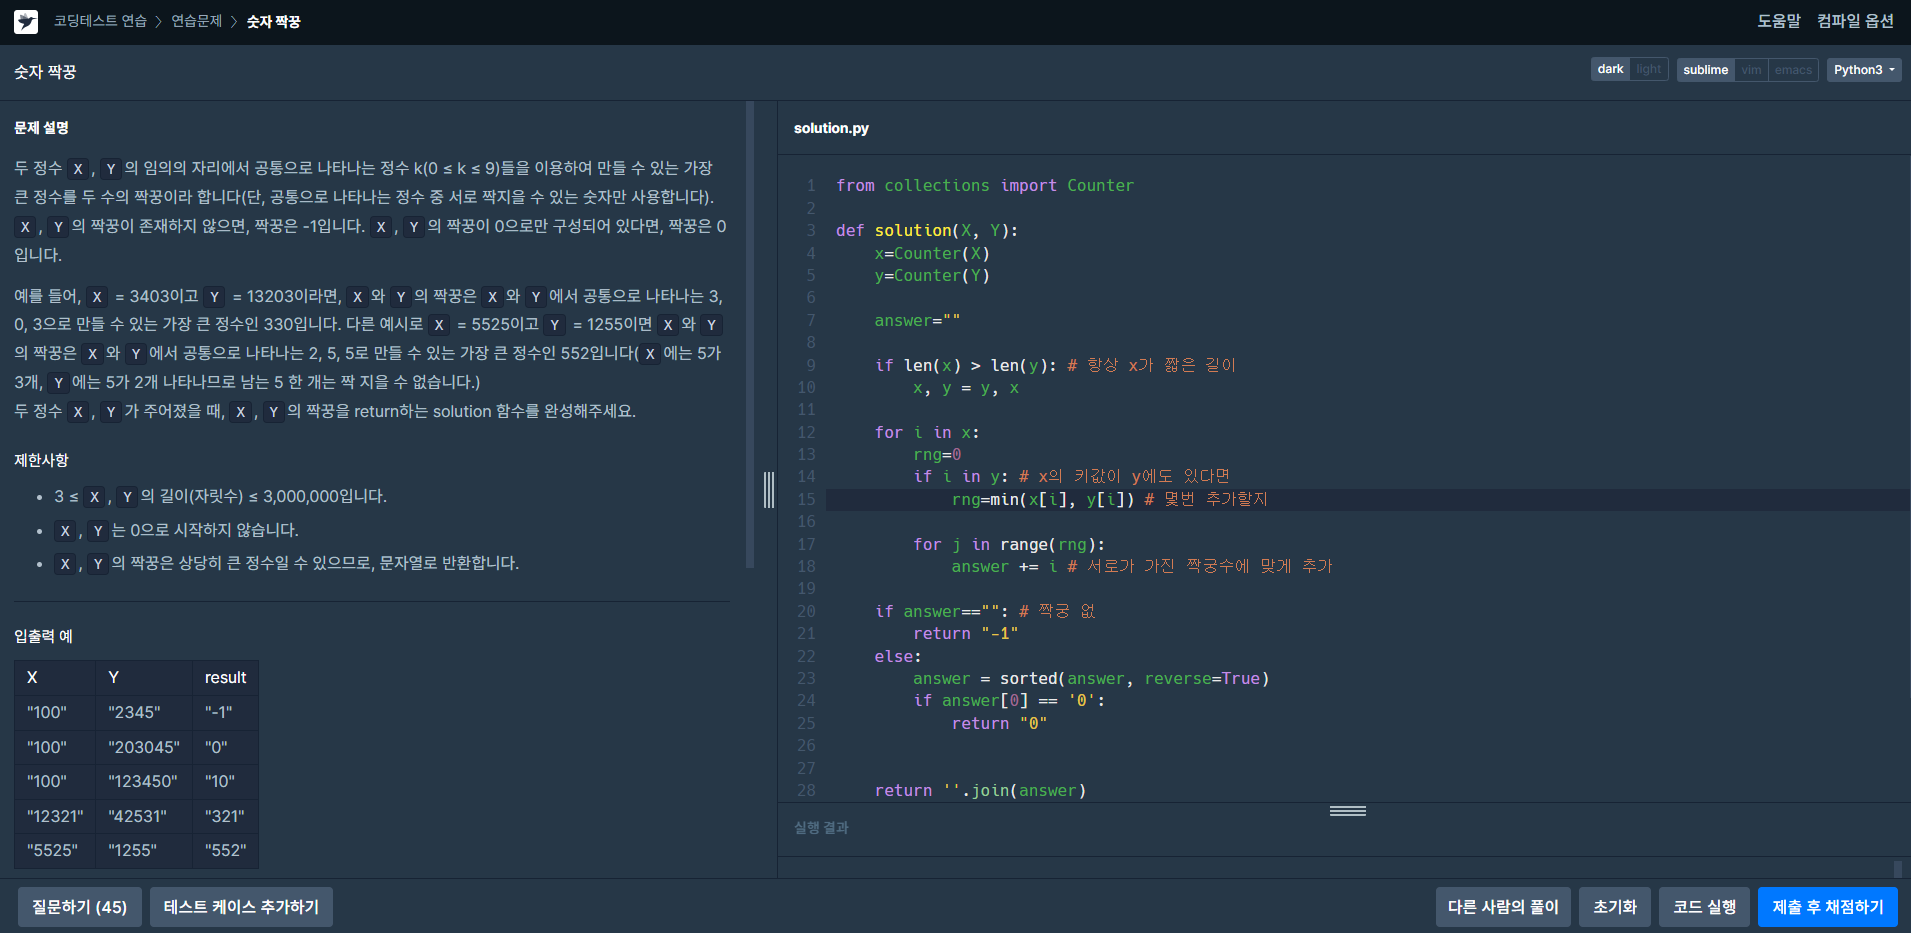 코딩테스트 연습 > 연습문제 > 숫자 짝꿍
도움말 컴파일 옵션
숫자 짝꿍
dark light sublime vim emacs Python3
문제 설명
두 정수 X, Y의 임의의 자리에서 공통으로 나타나는 정수 k(0 ≤ k ≤ 9)들을 이용하여 만들 수 있는 가장
큰 정수를 두 수의 짝꿍이라 합니다(단, 공통으로 나타나는 정수 중 서로 짝지을 수 있는 숫자만 사용합니다).
X, Y의 짝꿍이 존재하지 않으면, 짝꿍은 -1입니다. X, Y의 짝꿍이 0으로만 구성되어 있다면, 짝꿍은 0
입니다.
예를 들어, X = 3403이고 Y = 13203이라면, X와 Y의 짝꿍은 X와 Y에서 공통으로 나타나는 3,
0, 3으로 만들 수 있는 가장 큰 정수인 330입니다. 다른 예시로 X = 5525이고 Y = 1255이면 X와 Y
의 짝꿍은 X와 Y에서 공통으로 나타나는 2, 5, 5로 만들 수 있는 가장 큰 정수인 552입니다(X에는 5가
3개, Y에는 5가 2개 나타나므로 남는 5 한 개는 짝 지을 수 없습니다.)
두 정수 X, Y가 주어졌을 때, X, Y의 짝꿍을 return하는 solution 함수를 완성해주세요.
제한사항
• 3 ≤ X, Y의 길이(자릿수) ≤ 3,000,000입니다.
• X, Y는 0으로 시작하지 않습니다.
• X, Y의 짝꿍은 상당히 큰 정수일 수 있으므로, 문자열로 반환합니다.
입출력 예
X Y result
"100" "2345" "-1"
"100" "203045" "0"
"100" "123450" "10"
"12321" "42531" "321"
"5525" "1255" "552"
solution.py
1 from collections import Counter
2
3 def solution(X, Y):
4     x=Counter(X)
5     y=Counter(Y)
6
7     answer=""
8
9     if len(x) > len(y): # 항상 x가 짧은 길이
10         x, y = y, x
11
12     for i in x:
13         rng=0
14         if i in y: # x의 키값이 y에도 있다면
15             rng=min(x[i], y[i]) # 몇번 추가할지
16
17         for j in range(rng):
18             answer += i # 서로가 가진 짝궁수에 맞게 추가
19
20     if answer=="": # 짝궁 없
21         return "-1"
22     else:
23         answer = sorted(answer, reverse=True)
24         if answer[0] == '0':
25             return "0"
26
27
28     return ''.join(answer)
실행 결과
질문하기 (45) 테스트 케이스 추가하기 다른 사람의 풀이 초기화 코드 실행 제출 후 채점하기